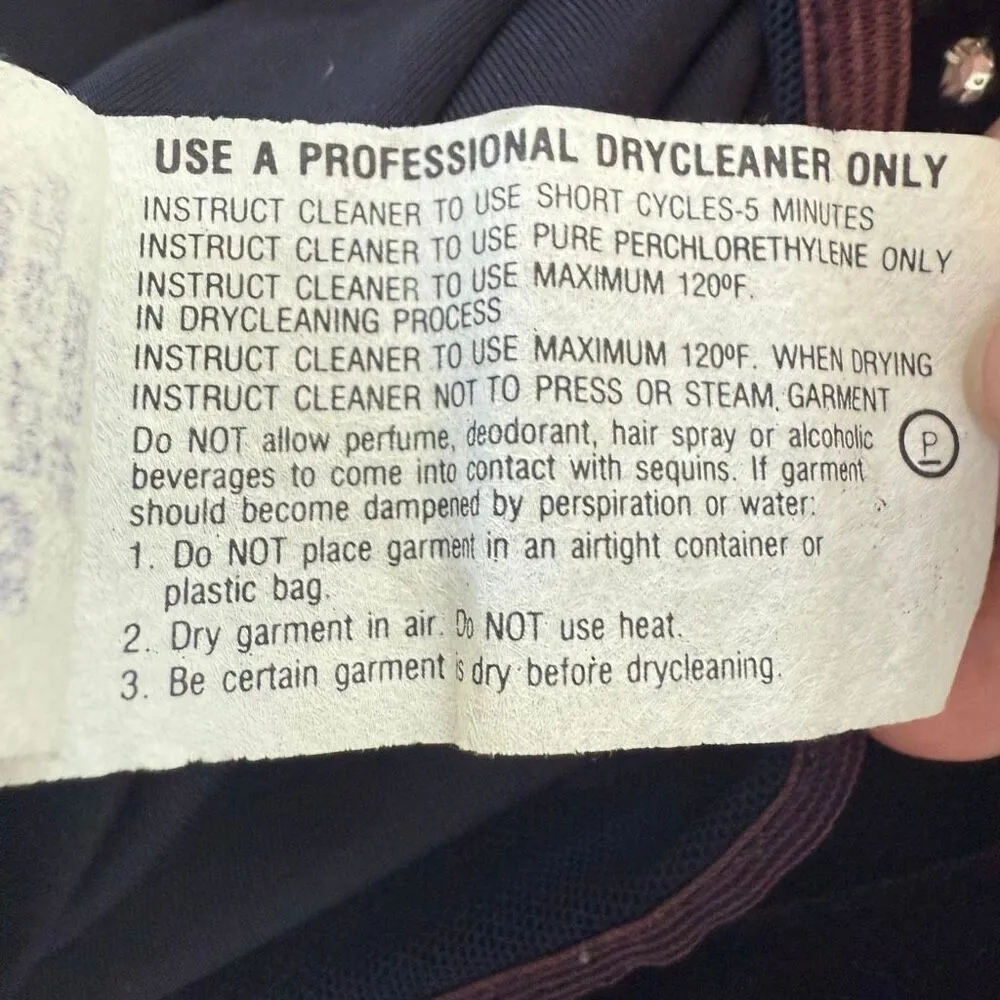 USE A PROFESSIONAL DRYCLEANER ONLY
INSTRUCT CLEANER TO USE SHORT CYCLES-5 MINUTES
INSTRUCT CLEANER TO USE PURE PERCHLORETHYLENE ONLY
INSTRUCT CLEANER TO USE MAXIMUM 120ºF.
IN DRYCLEANING PROCESS
INSTRUCT CLEANER TO USE MAXIMUM 120ºF. WHEN DRYING
INSTRUCT CLEANER NOT TO PRESS OR STEAM GARMENT
Do NOT allow perfume, deodorant, hair spray or alcoholic
beverages to come into contact with sequins. If garment
should become dampened by perspiration or water:
P
1. Do NOT place garment in an airtight container or
plastic bag.
2. Dry garment in air. Do NOT use heat.
3. Be certain garment is dry before drycleaning.